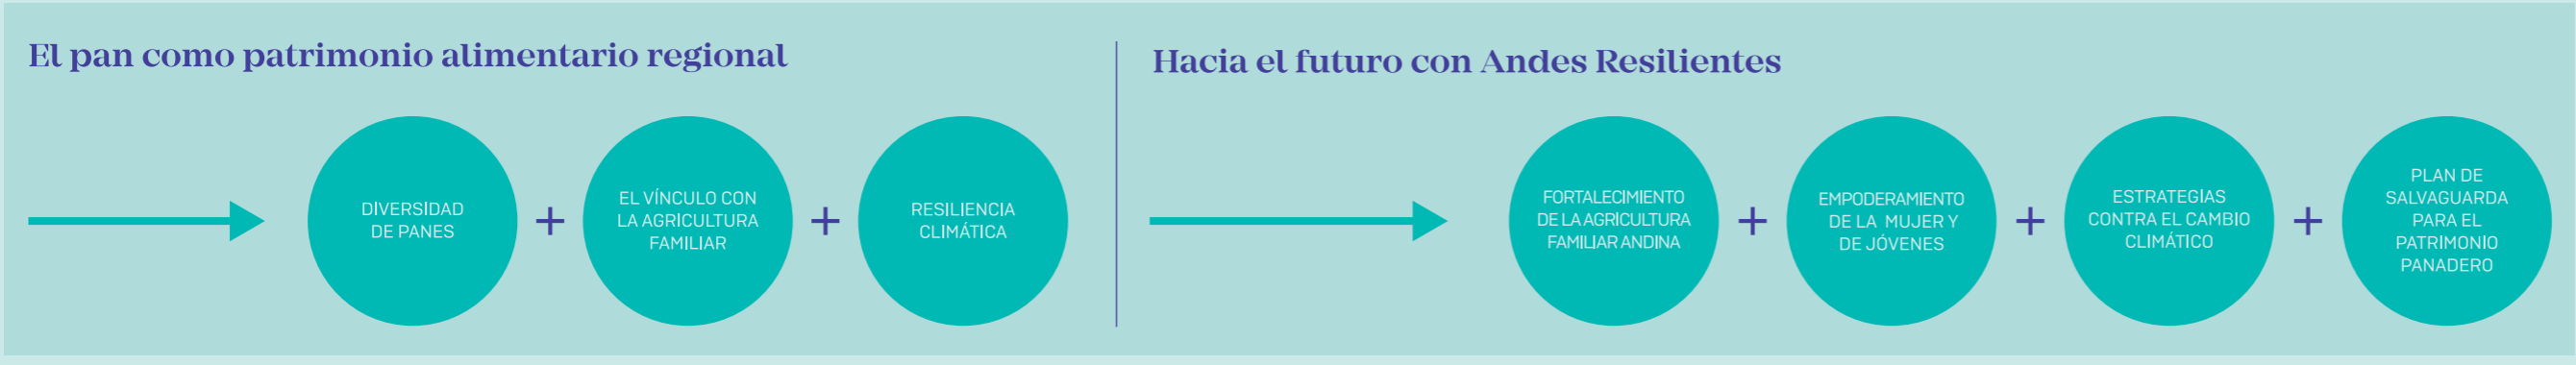 El pan como patrimonio alimentario regional
DIVERSIDAD
DE PANES
+
EL VÍNCULO CON
LA AGRICULTURA
FAMILIAR
+
RESILIENCIA
CLIMÁTICA
Hacia el futuro con Andes Resilientes
FORTALECIMIENTO
DE LA AGRICULTURA
FAMILIAR ANDINA
+
EMPODERAMIENTO
DE LA MUJER Y
DE JÓVENES
+
ESTRATEGIAS
CONTRA EL CAMBIO
CLIMÁTICO
+
PLAN DE
SALVAGUARDA
PARA EL
PATRIMONIO
PANADERO